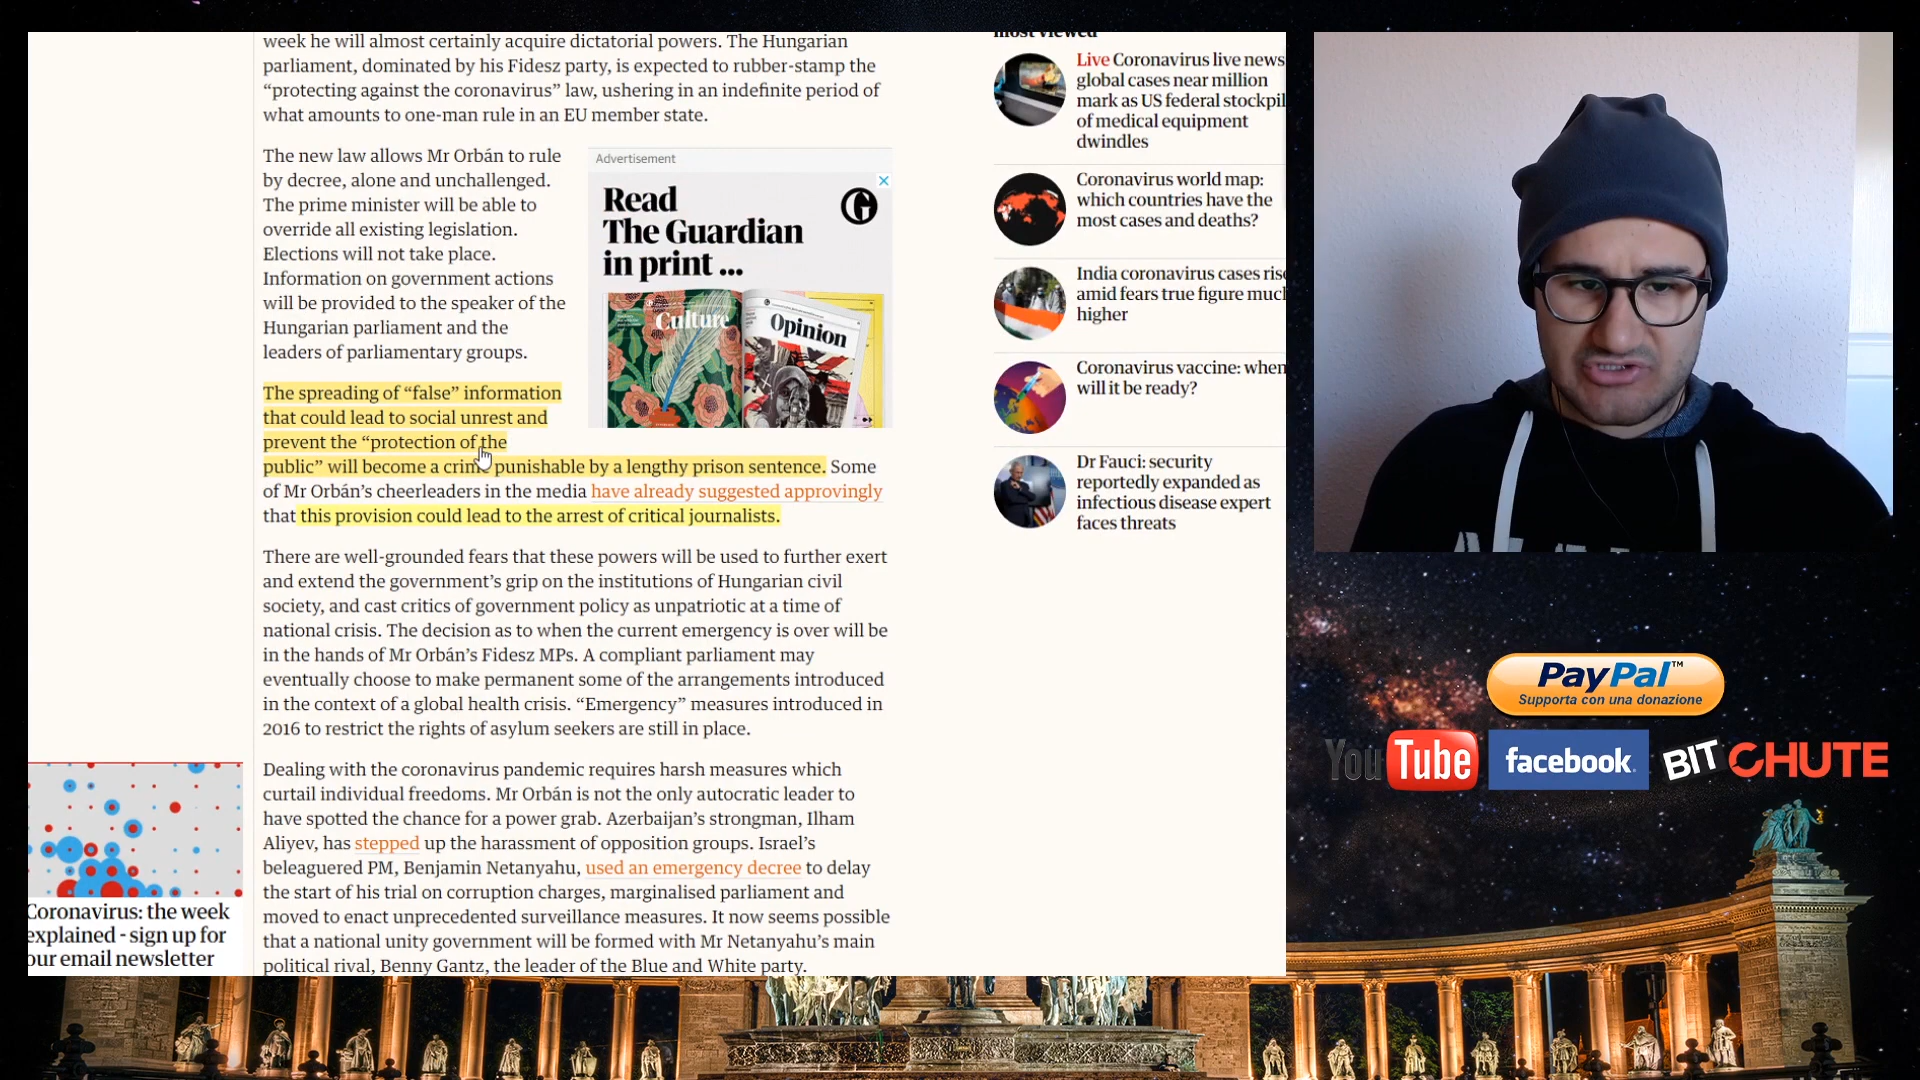 week he will almost certainly acquire dictatorial powers. The Hungarian
parliament, dominated by his Fidesz party, is expected to rubber-stamp the
“protecting against the coronavirus” law, ushering in an indefinite period of
what amounts to one-man rule in an EU member state.
The new law allows Mr Orbán to rule
by decree, alone and unchallenged.
The prime minister will be able to
override all existing legislation.
Elections will not take place.
Information on government actions
will be provided to the speaker of the
Hungarian parliament and the
leaders of parliamentary groups.
Advertisement
Read
The Guardian
in print ...
Culture
Opinion
The spreading of “false” information
that could lead to social unrest and
prevent the “protection of the
public” will become a crime punishable by a lengthy prison sentence. Some
of Mr Orbán’s cheerleaders in the media have already suggested approvingly
that this provision could lead to the arrest of critical journalists.
There are well-grounded fears that these powers will be used to further exert
and extend the government’s grip on the institutions of Hungarian civil
society, and cast critics of government policy as unpatriotic at a time of
national crisis. The decision as to when the current emergency is over will be
in the hands of Mr Orbán’s Fidesz MPs. A compliant parliament may
eventually choose to make permanent some of the arrangements introduced
in the context of a global health crisis. “Emergency” measures introduced in
2016 to restrict the rights of asylum seekers are still in place.
Dealing with the coronavirus pandemic requires harsh measures which
curtail individual freedoms. Mr Orbán is not the only autocratic leader to
have spotted the chance for a power grab. Azerbaijan’s strongman, Ilham
Aliyev, has stepped up the harassment of opposition groups. Israel’s
beleaguered PM, Benjamin Netanyahu, used an emergency decree to delay
the start of his trial on corruption charges, marginalised parliament and
moved to enact unprecedented surveillance measures. It now seems possible
that a national unity government will be formed with Mr Netanyahu’s main
political rival, Benny Gantz, the leader of the Blue and White party.
Coronavirus: the week
explained - sign up for
our email newsletter
most viewed
Live Coronavirus live news
global cases near million
mark as US federal stockpil
of medical equipment
dwindles
Coronavirus world map:
which countries have the
most cases and deaths?
India coronavirus cases rise
amid fears true figure much
higher
Coronavirus vaccine: when
will it be ready?
Dr Fauci: security
reportedly expanded as
infectious disease expert
faces threats
PayPal™
Supporta con una donazione
YouTube
facebook
BIT CHUTE